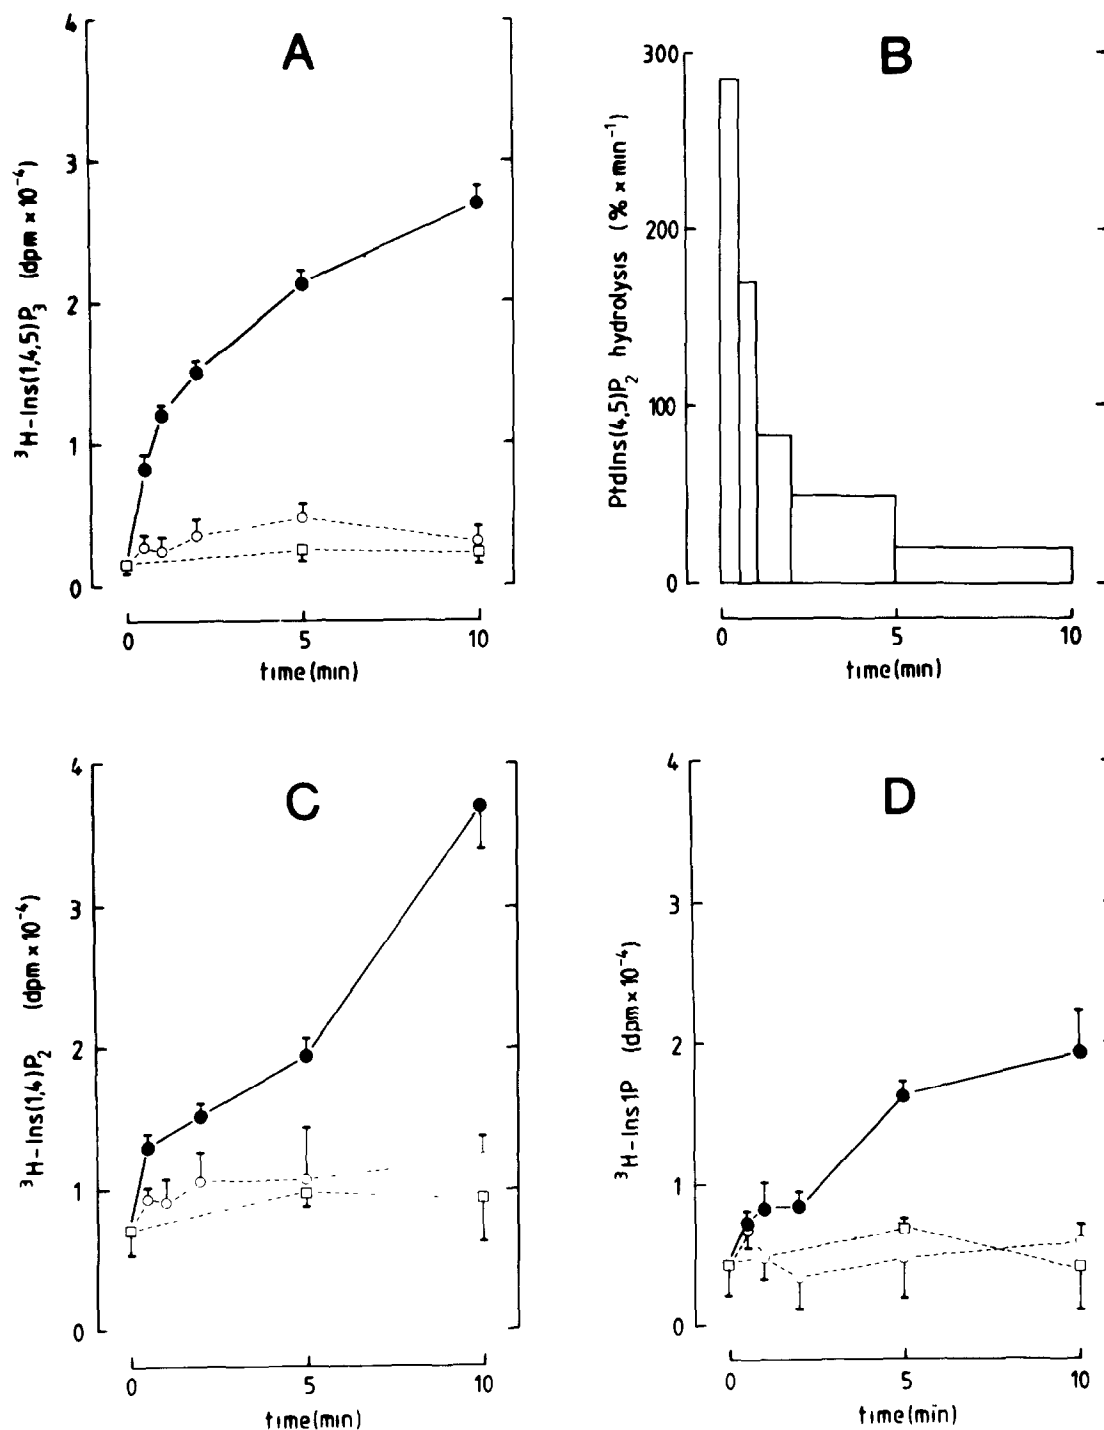 A
4
3
2
1
0
³H-Ins(1,4,5)P₃ (dpm × 10⁻⁴)
0 5 10
time(min)
B
300
200
100
0
PtdIns(4,5)P₂ hydrolysis (% × min⁻¹)
0 5 10
time(min)
C
4
3
2
1
0
³H-Ins(1,4)P₂ (dpm × 10⁻⁴)
0 5 10
time(min)
D
4
3
2
1
0
³H-Ins1P (dpm × 10⁻⁴)
0 5 10
time(min)